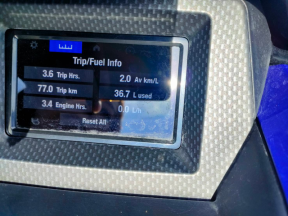 Trip/Fuel Info
3.6 Trip Hrs. 2.0 Av km/L
77.0 Trip km 36.7 L used
3.4 Engine Hrs. 0.0 L/h
Reset All